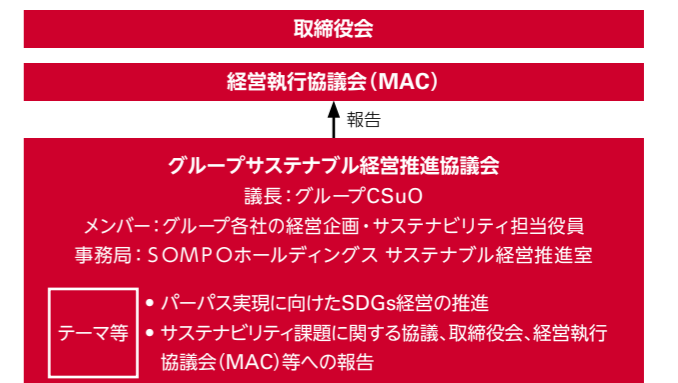 取締役会
経営執行協議会(MAC)
報告
グループサステナブル経営推進協議会
議長:グループCSuO
メンバー:グループ各社の経営企画・サステナビリティ担当役員
事務局:SOMPOホールディングス サステナブル経営推進室
テーマ等
• パーパス実現に向けたSDGs経営の推進
• サステナビリティ課題に関する協議、取締役会、経営執行
協議会(MAC)等への報告